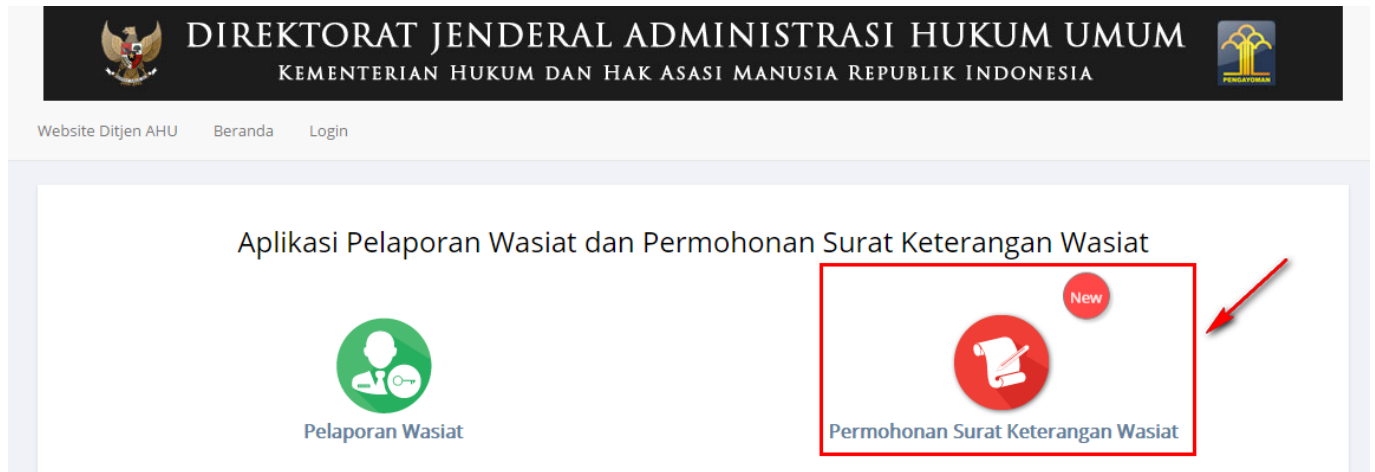 DIREKTORAT JENDERAL ADMINISTRASI HUKUM UMUM
KEMENTERIAN HUKUM DAN HAK ASASI MANUSIA REPUBLIK INDONESIA
PENGAYOMAN
Website Ditjen AHU Beranda Login
Aplikasi Pelaporan Wasiat dan Permohonan Surat Keterangan Wasiat
New
Pelaporan Wasiat Permohonan Surat Keterangan Wasiat